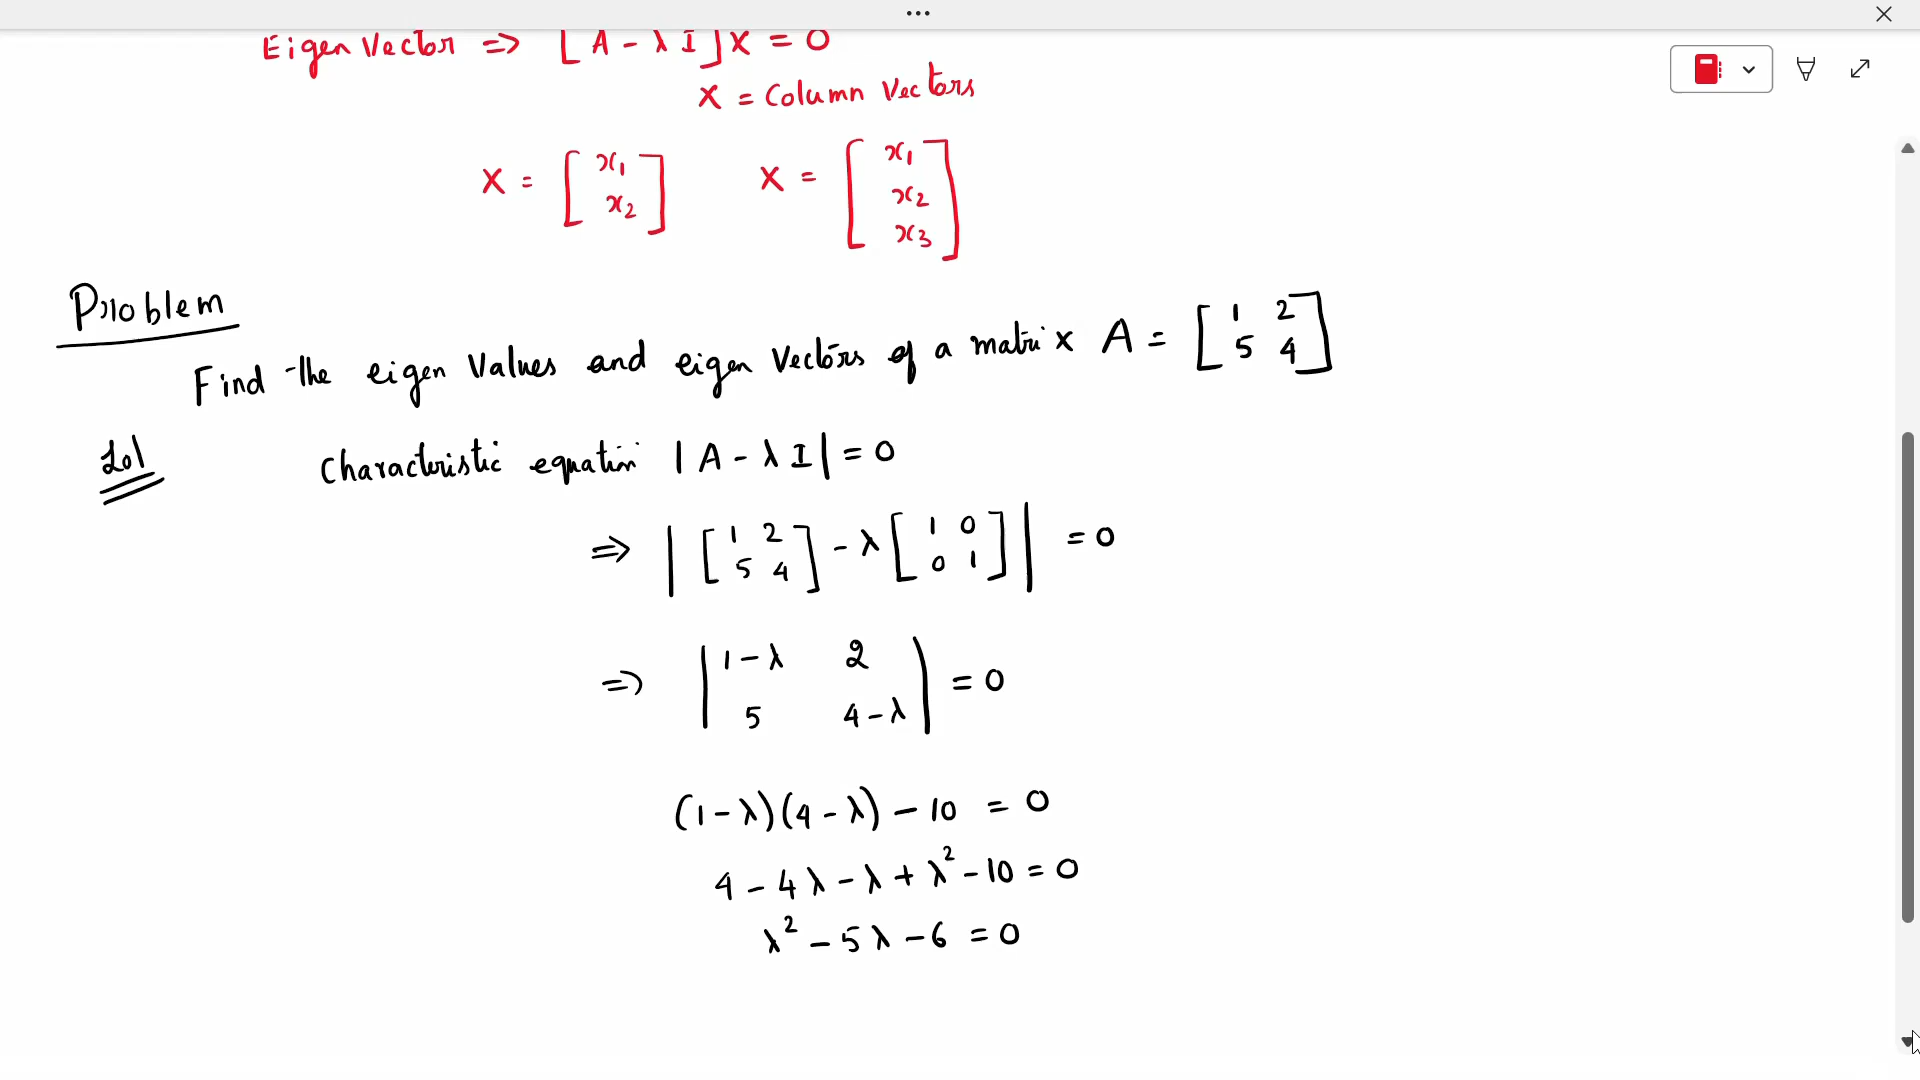 Eigen Vector => [A - λI]X = 0
X = Column Vectors
X = [x1 x2] X = [x1 x2 x3]
Problem
Find the eigen Values and eigen Vectors of a matrix A = [1 2 5 4]
Sol
Characteristic equation |A - λI| = 0
=> |[1 2 5 4] - λ[1 0 0 1]| = 0
=> |1-λ 2 5 4-λ| = 0
(1-λ)(4-λ) - 10 = 0
4 - 4λ - λ + λ² - 10 = 0
λ² - 5λ - 6 = 0